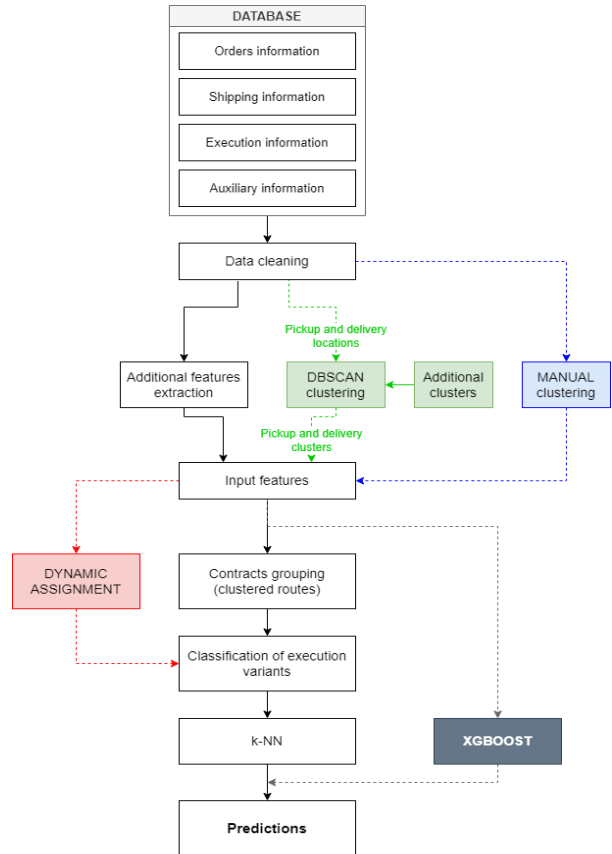 DATABASE
Orders information
Shipping information
Execution information
Auxiliary information
Data cleaning
Pickup and delivery
locations
Additional features
extraction
DBSCAN
clustering
Additional
clusters
MANUAL
clustering
Pickup and delivery
clusters
Input features
DYNAMIC
ASSIGNMENT
Contracts grouping
(clustered routes)
Classification of execution
variants
k-NN
XGBOOST
Predictions